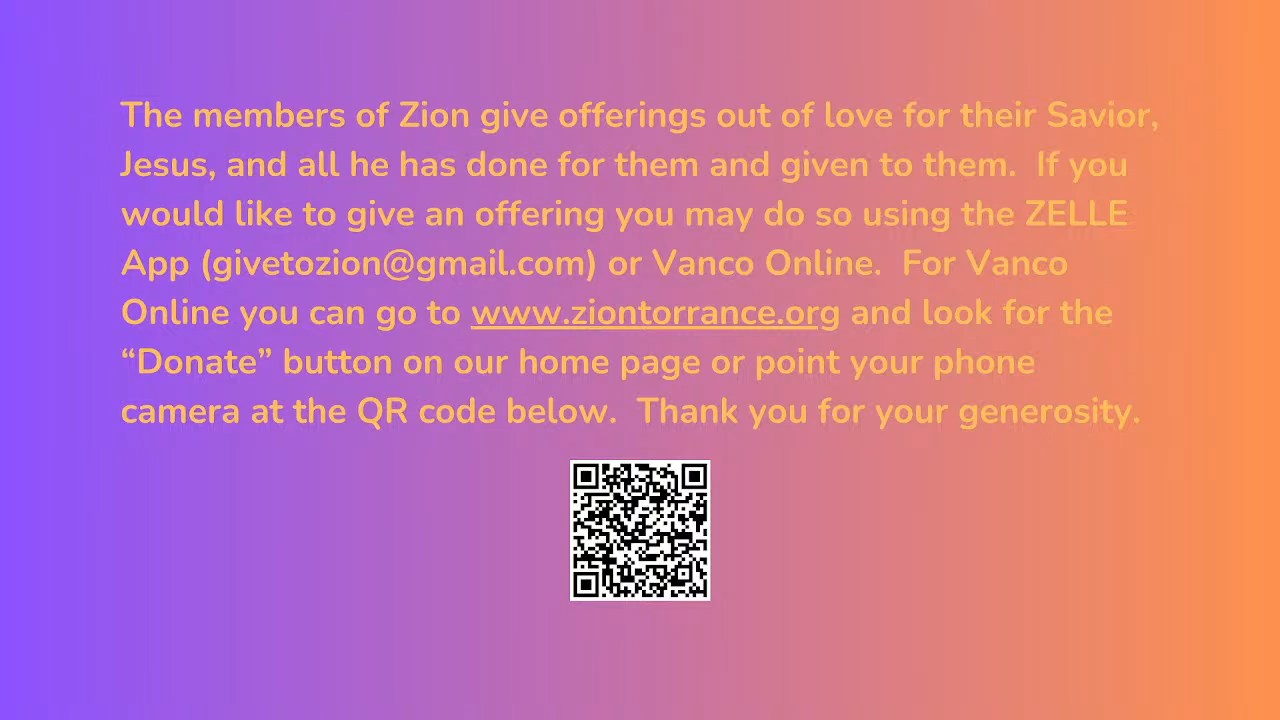 The members of Zion give offerings out of love for their Savior,
Jesus, and all he has done for them and given to them.  If you
would like to give an offering you may do so using the ZELLE
App (givetozion@gmail.com) or Vanco Online.  For Vanco
Online you can go to www.ziontorrance.org and look for the
“Donate” button on our home page or point your phone
camera at the QR code below.  Thank you for your generosity.